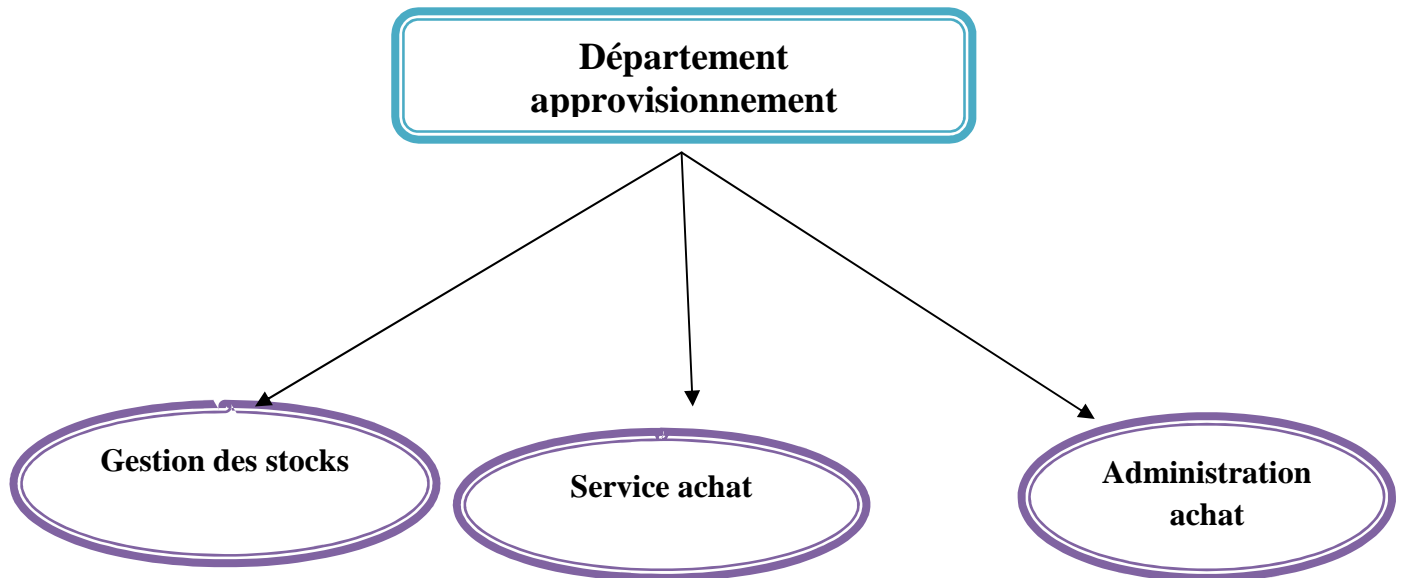 Département
approvisionnement
Gestion des stocks
Service achat
Administration
achat